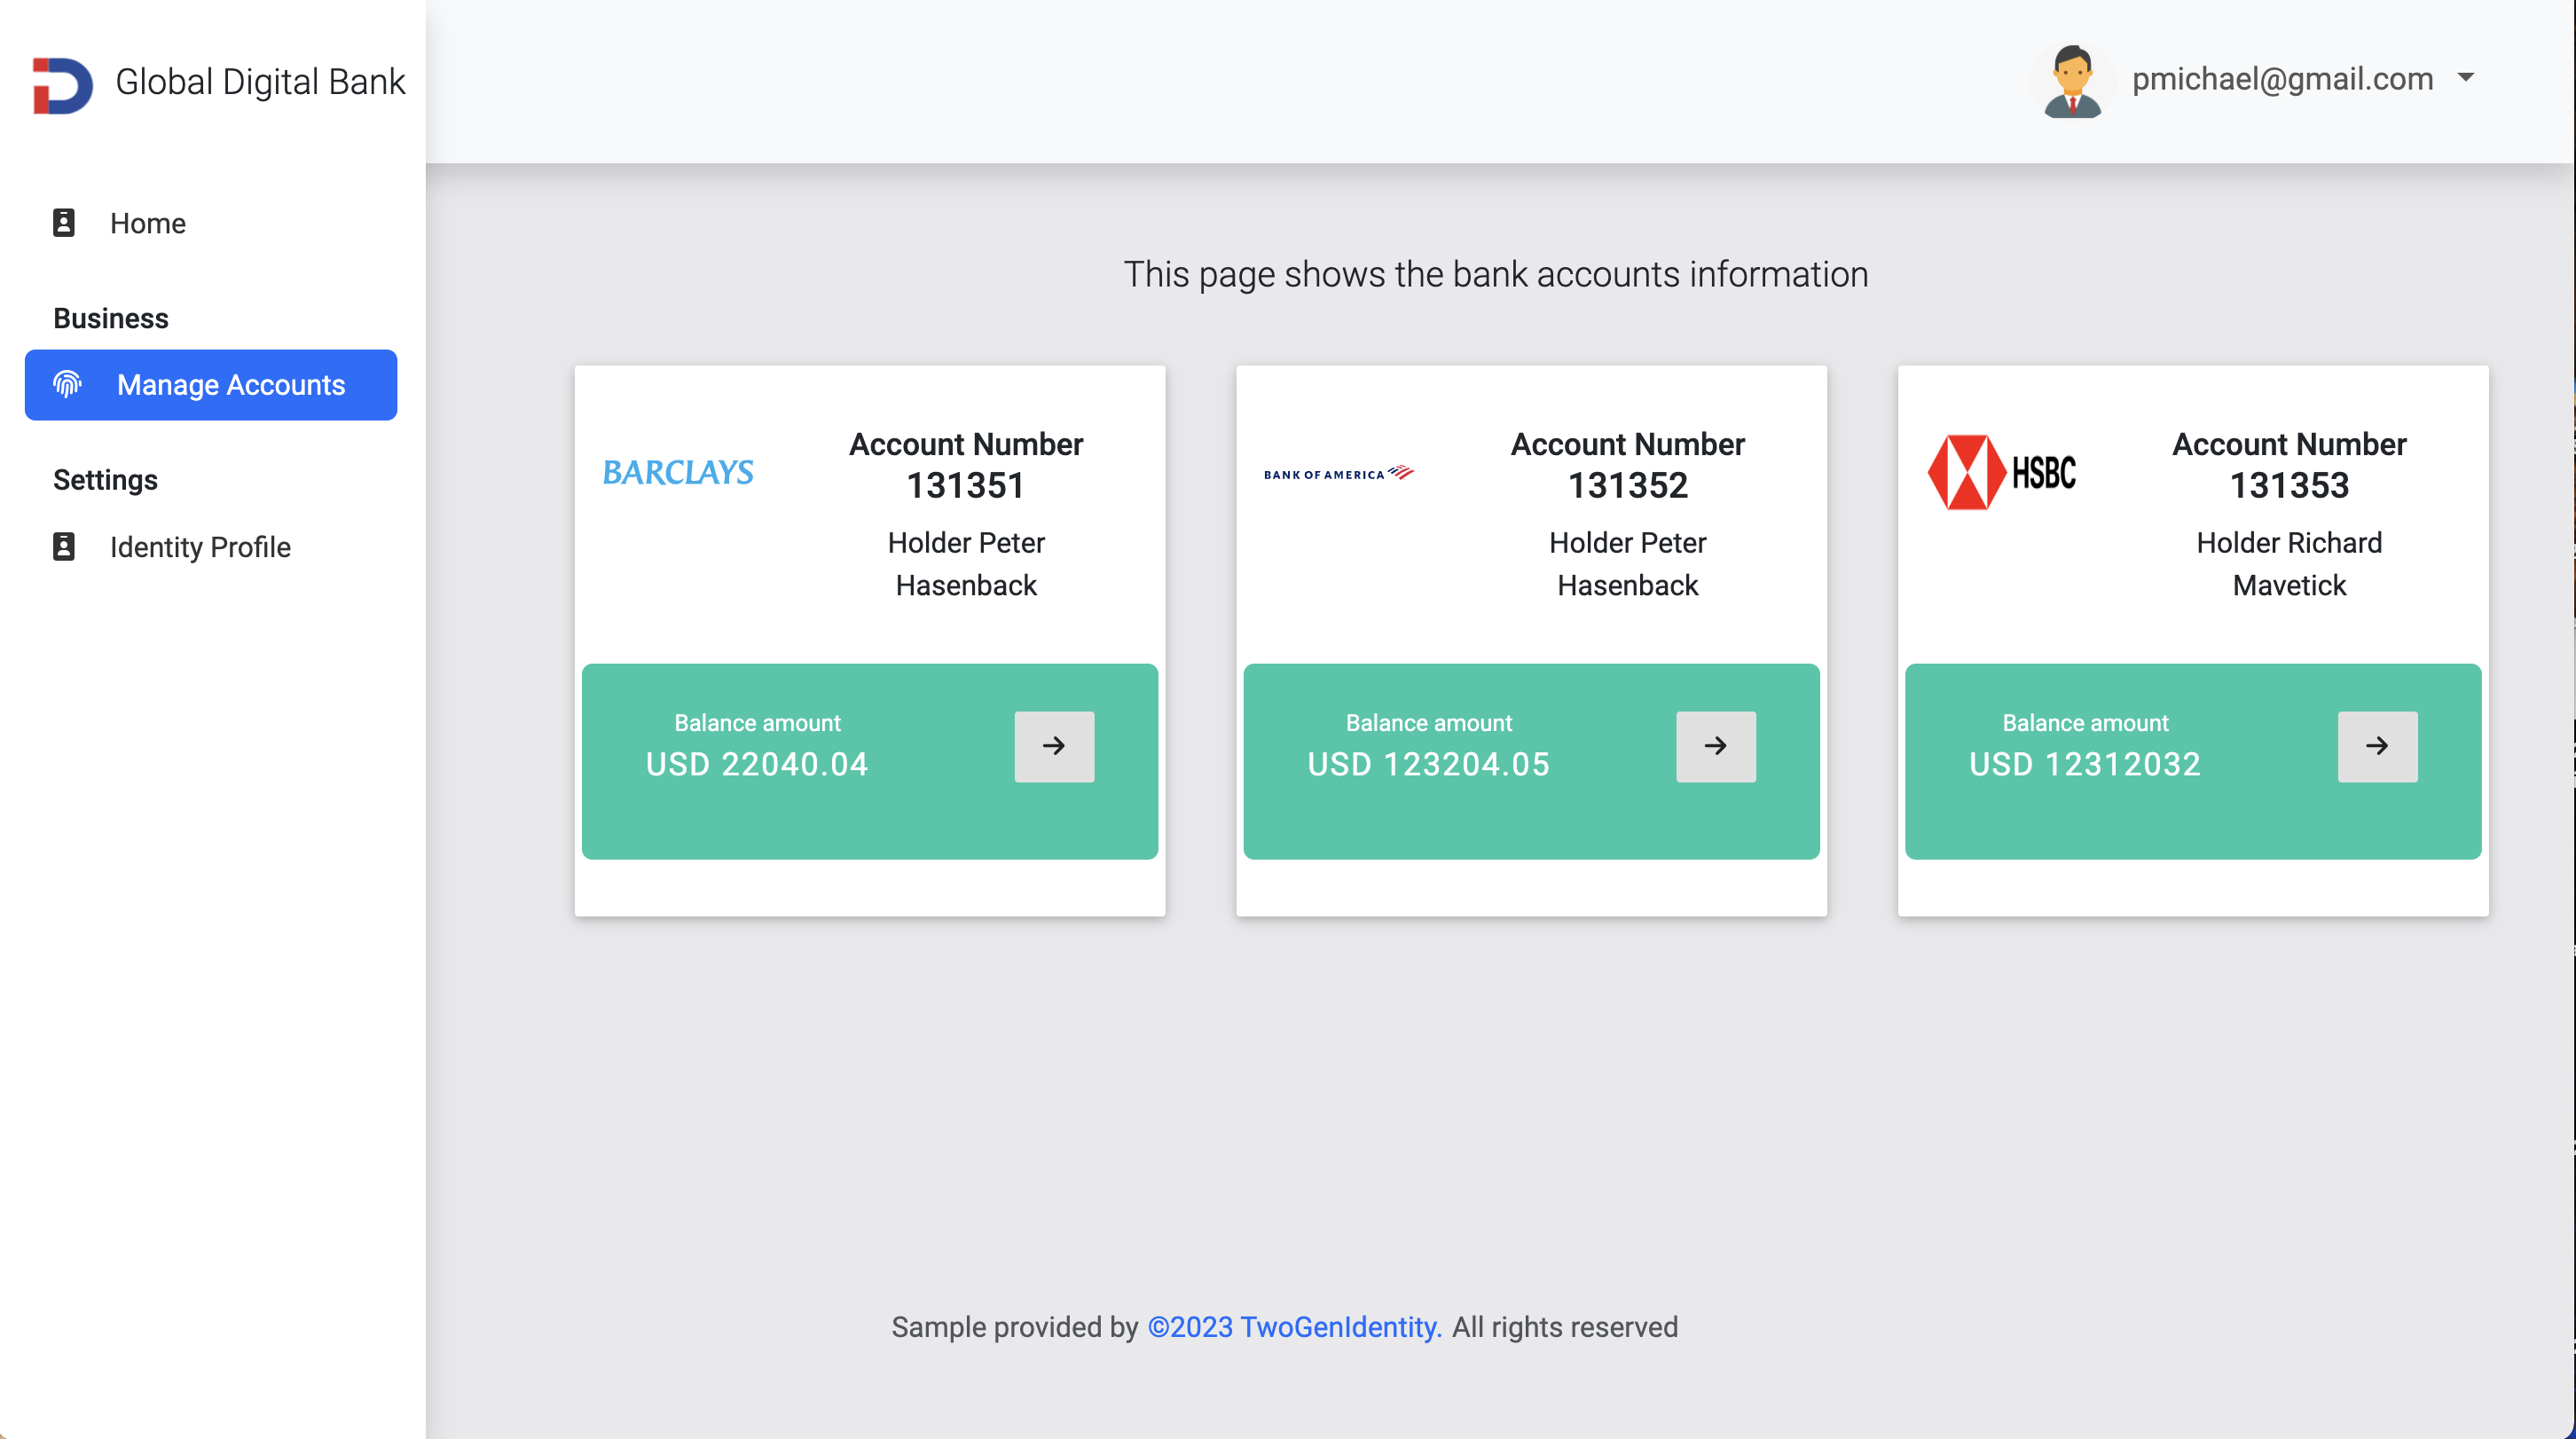 Global Digital Bank
pmichael@gmail.com
Home
Business
Manage Accounts
Settings
Identity Profile
This page shows the bank accounts information
BARCLAYS
Account Number
131351
Holder Peter
Hasenback
Balance amount
USD 22040.04
BANK OF AMERICA
Account Number
131352
Holder Peter
Hasenback
Balance amount
USD 123204.05
HSBC
Account Number
131353
Holder Richard
Mavetick
Balance amount
USD 12312032
Sample provided by ©2023 TwoGenIdentity. All rights reserved